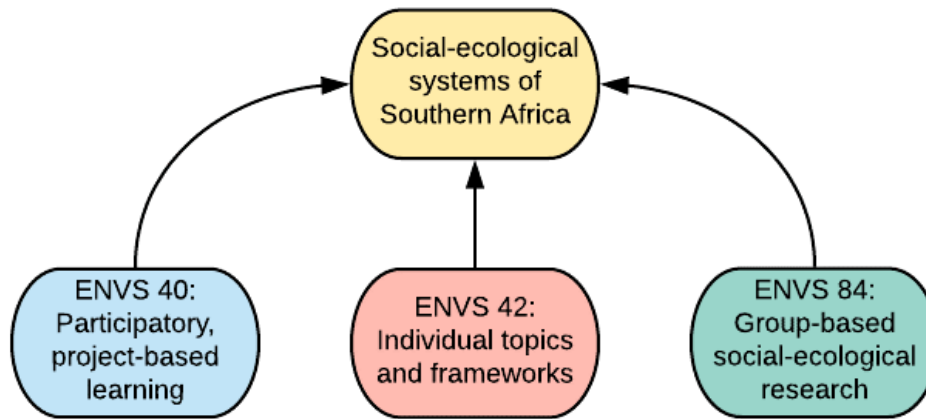 Social-ecological
systems of
Southern Africa
ENVS 40:
Participatory,
project-based
learning
ENVS 42:
Individual topics
and frameworks
ENVS 84:
Group-based
social-ecological
research